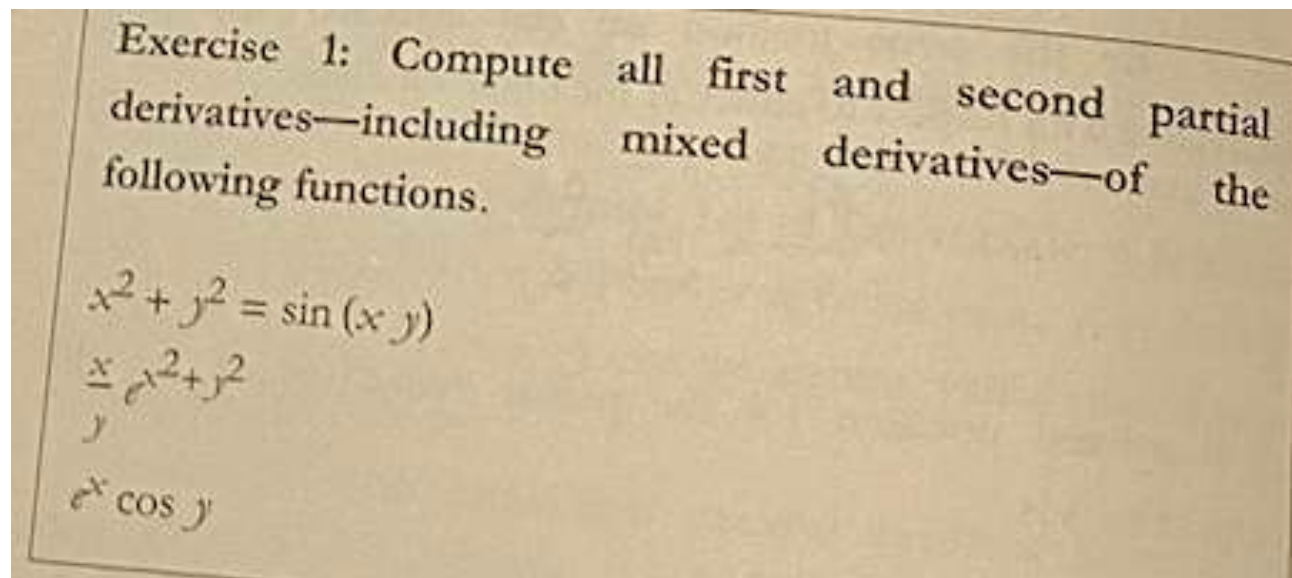 Exercise 1: Compute all first and second partial
derivatives—including mixed derivatives—of the
following functions.
x² + y² = sin (x y)
x/y e^(x²+y²)
eˣ cos y